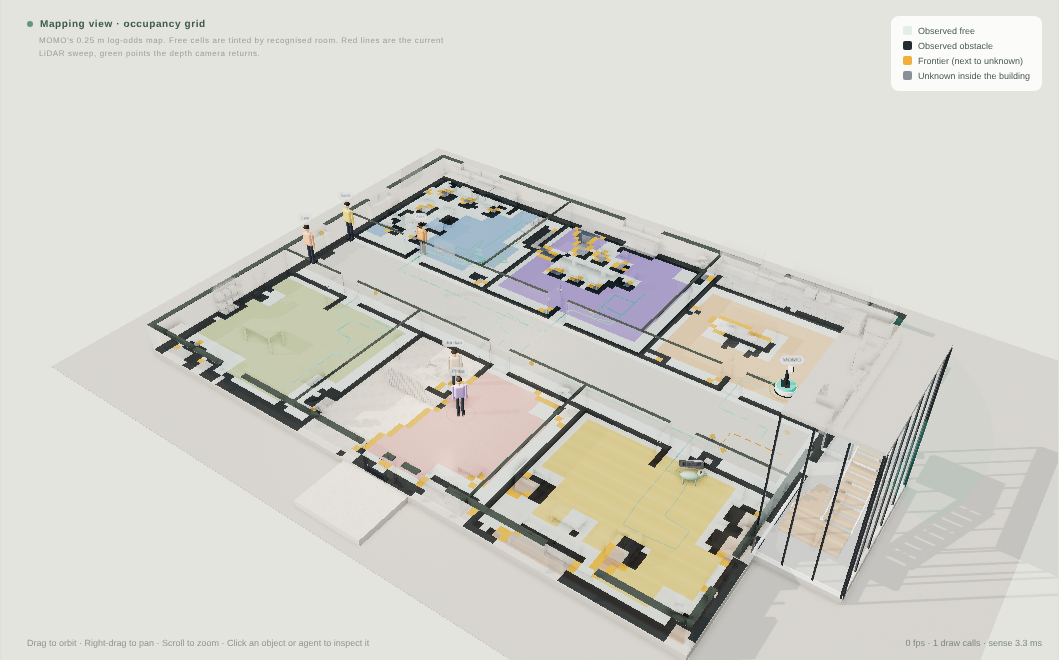 Mapping view · occupancy grid
MOMO's 0.25 m log-odds map. Free cells are tinted by recognised room. Red lines are the current
LiDAR sweep, green points the depth camera returns.
Observed free
Observed obstacle
Frontier (next to unknown)
Unknown inside the building
MOMO
Drag to orbit · Right-drag to pan · Scroll to zoom · Click an object or agent to inspect it
0 fps · 1 draw calls · sense 3.3 ms